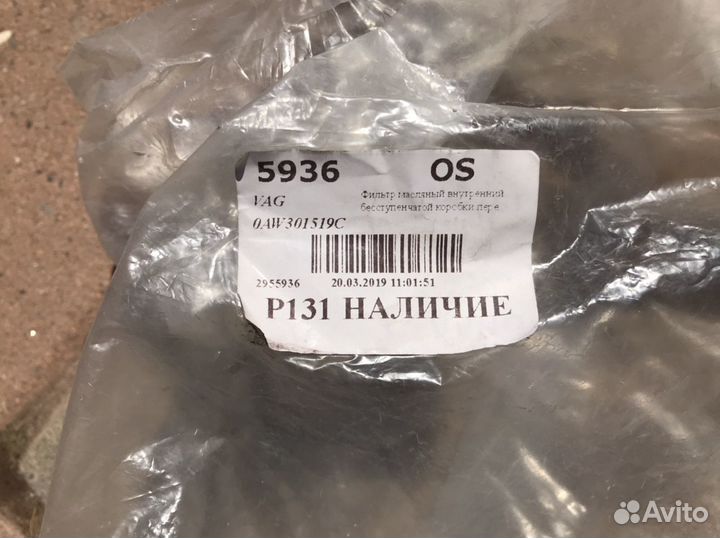 5936 OS
VAG Фильтр масляный внутренний
0AW301519C бесступенчатой коробки пере
2955936 20.03.2019 11:01:51
P131 НАЛИЧИЕ
Avito